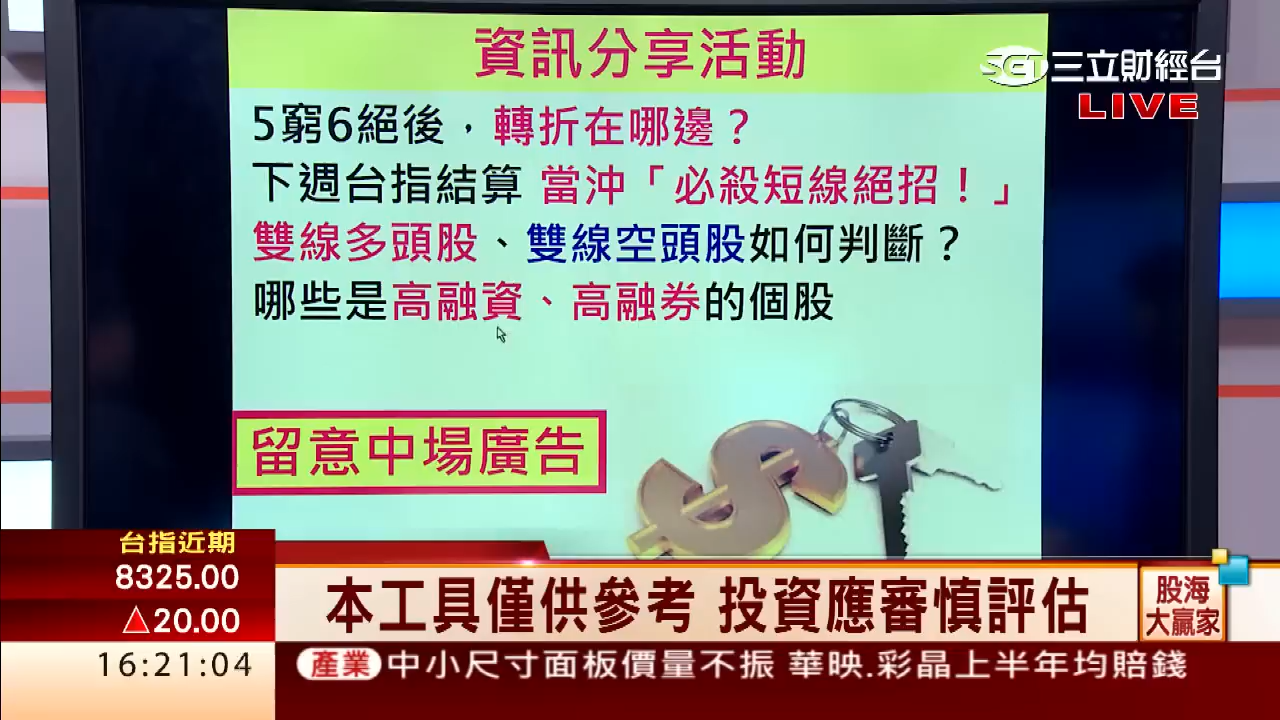 資訊分享活動
5窮6絕後，轉折在哪邊？
下週台指結算 當沖「必殺短線絕招！」
雙線多頭股、雙線空頭股如何判斷？
哪些是高融資、高融券的個股
留意中場廣告
SET 三立財經台
LIVE
台指近期
8325.00
△20.00
16:21:04
本工具僅供參考 投資應審慎評估
股海
大贏家
產業 中小尺寸面板價量不振 華映.彩晶上半年均賠錢